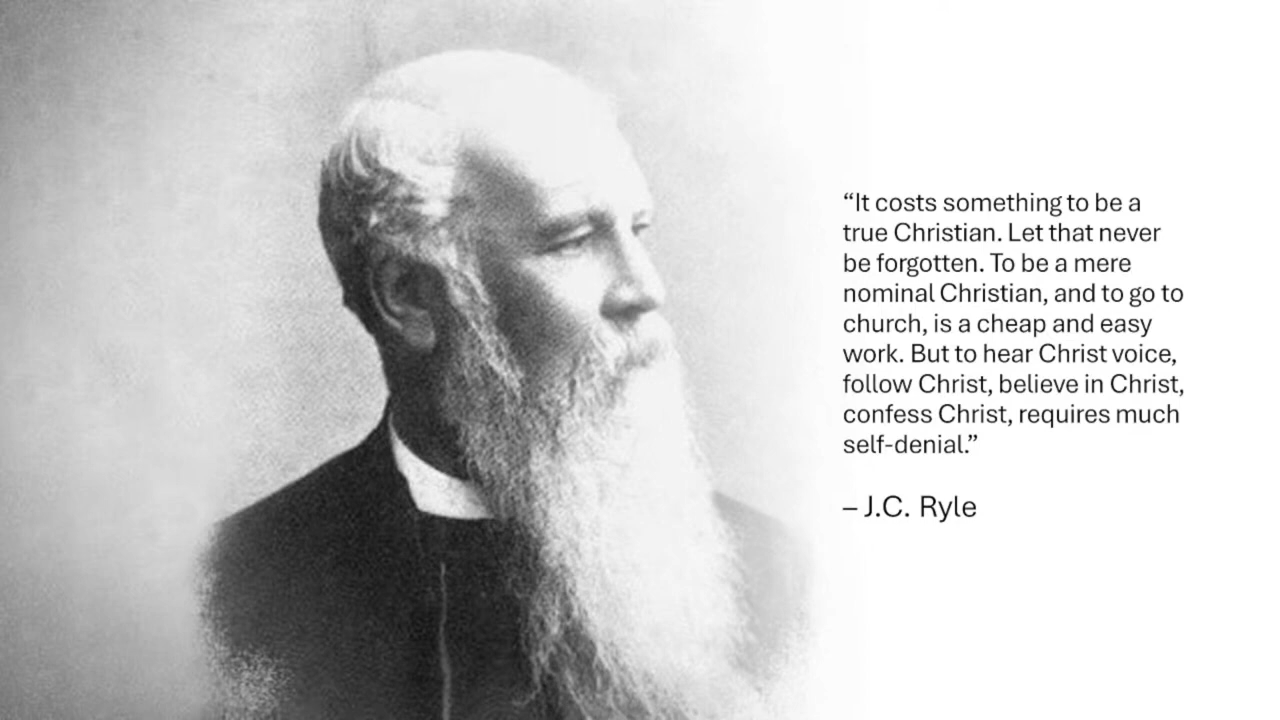 “It costs something to be a
true Christian. Let that never
be forgotten. To be a mere
nominal Christian, and to go to
church, is a cheap and easy
work. But to hear Christ voice,
follow Christ, believe in Christ,
confess Christ, requires much
self-denial.”
– J.C. Ryle